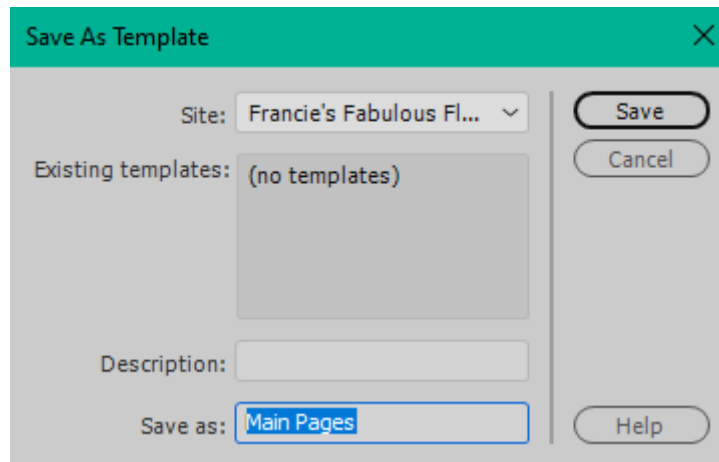 Save As Template
Site: Francie's Fabulous Fl...
Save
Existing templates: (no templates)
Cancel
Description:
Save as: Main Pages
Help